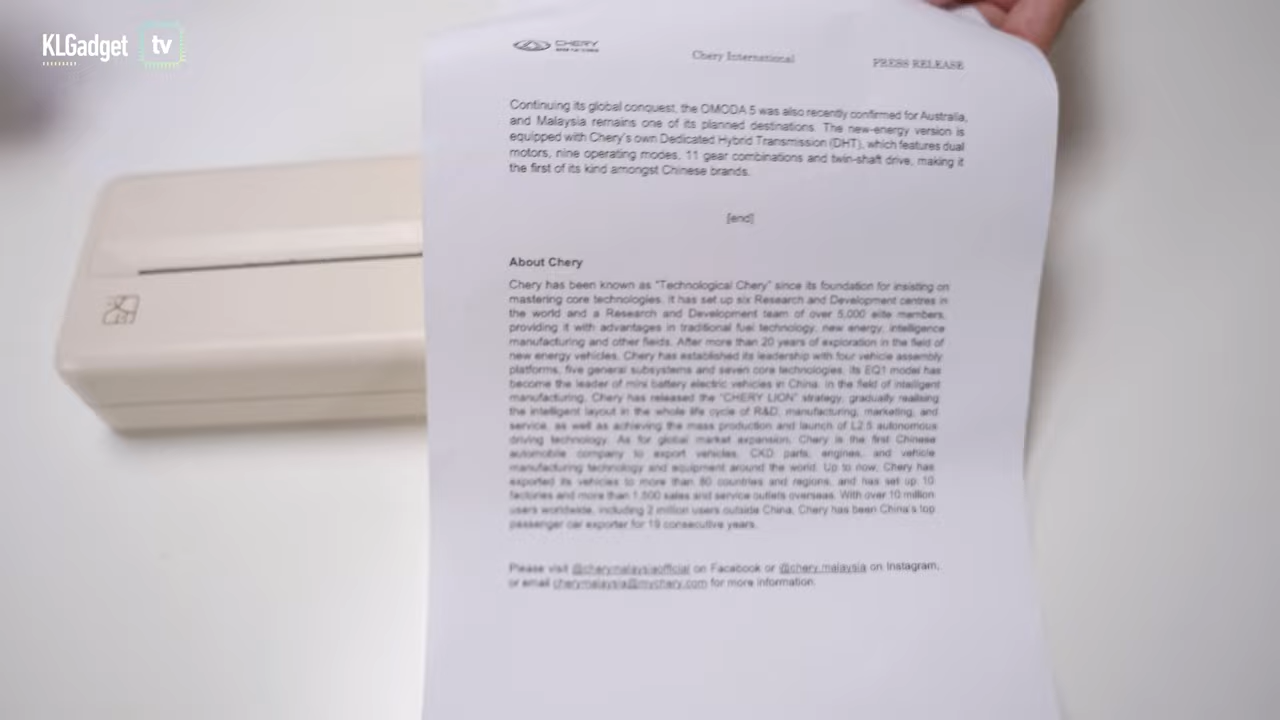 KLGadget tv
CHERY
Chery International
PRESS RELEASE
Continuing its global conquest, the OMODA 5 was also recently confirmed for Australia,
and Malaysia remains one of its planned destinations. The new-energy version is
equipped with Chery's own Dedicated Hybrid Transmission (DHT), which features dual
motors, nine operating modes, 11 gear combinations and twin-shaft drive, making it
the first of its kind amongst Chinese brands.
[end]
About Chery
Chery has been known as "Technological Chery" since its foundation for insisting on
mastering core technologies. It has set up six Research and Development centres in
the world and a Research and Development team of over 5,000 elite members,
providing it with advantages in traditional fuel technology, new energy, intelligence
manufacturing and other fields. After more than 20 years of exploration in the field of
new energy vehicles, Chery has established its leadership with four vehicle assembly
platforms, five general subsystems and seven core technologies. Its EQ1 model has
become the leader of mini battery electric vehicles in China. In the field of intelligent
manufacturing, Chery has released the "CHERY LION" strategy, gradually realising
the intelligent layout in the whole life cycle of R&D, manufacturing, marketing, and
service, as well as achieving the mass production and launch of L2.5 autonomous
driving technology. As for global market expansion, Chery is the first Chinese
automobile company to export vehicles, CKD parts, engines, and vehicle
manufacturing technology and equipment around the world. Up to now, Chery has
exported its vehicles to more than 80 countries and regions, and has set up 10
factories and more than 1,500 sales and service outlets overseas. With over 10 million
users worldwide, including 2 million users outside China, Chery has been China's top
passenger car exporter for 19 consecutive years.
Please visit @cherymalaysiaofficial on Facebook or @chery.malaysia on Instagram,
or email cherymalaysia@mychery.com for more information.